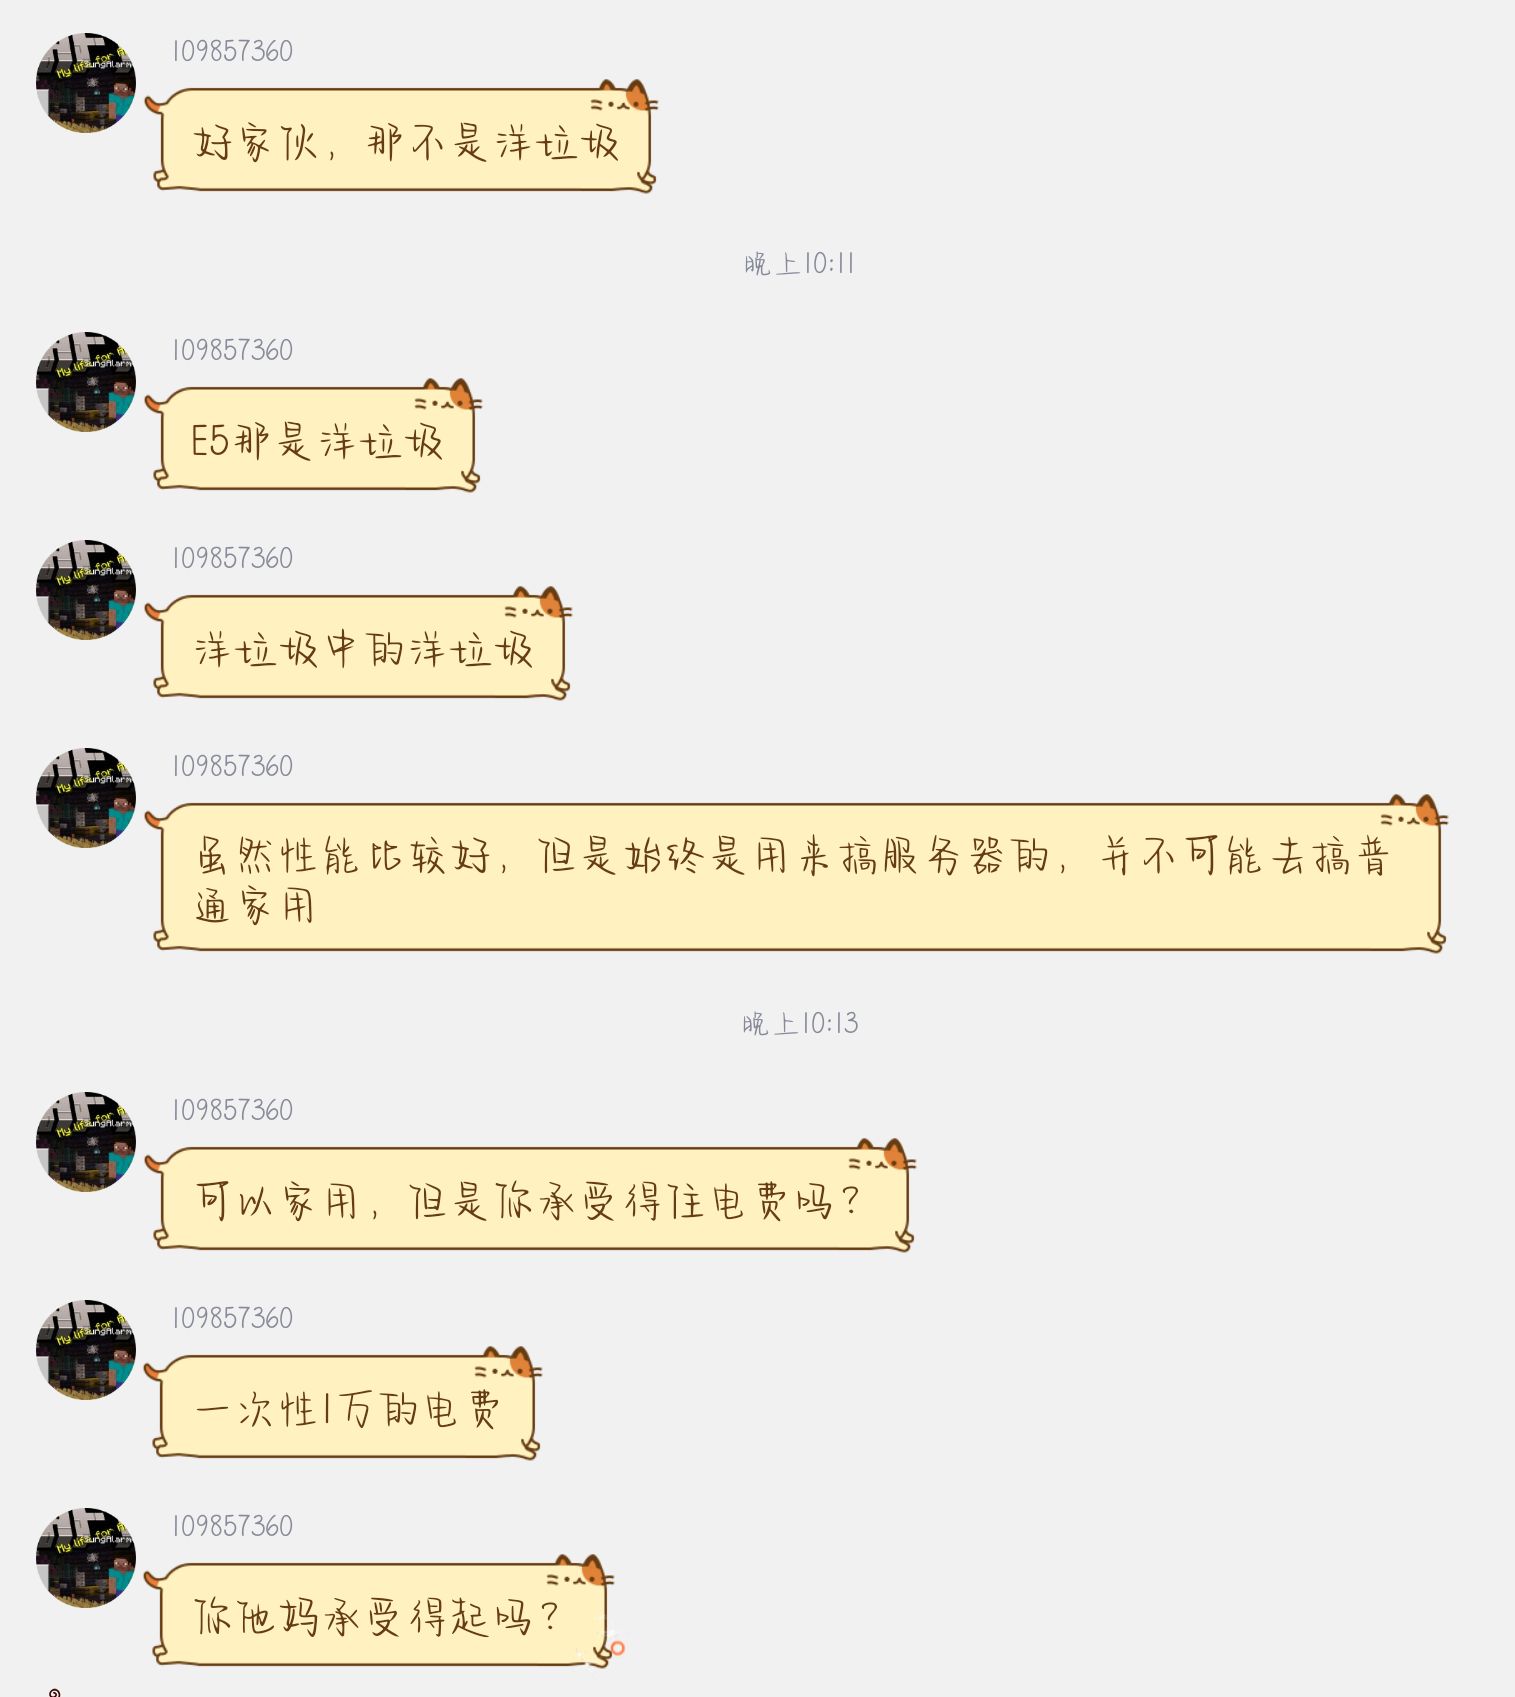 109857360
好家伙，那不是洋垃圾
晚上10:11
109857360
E5那是洋垃圾
109857360
洋垃圾中的洋垃圾
109857360
虽然性能比较好，但是始终是用来搞服务器的，并不可能去搞普
通家用
晚上10:13
109857360
可以家用，但是你承受得住电费吗？
109857360
一次性1万的电费
109857360
你他妈承受得起吗？